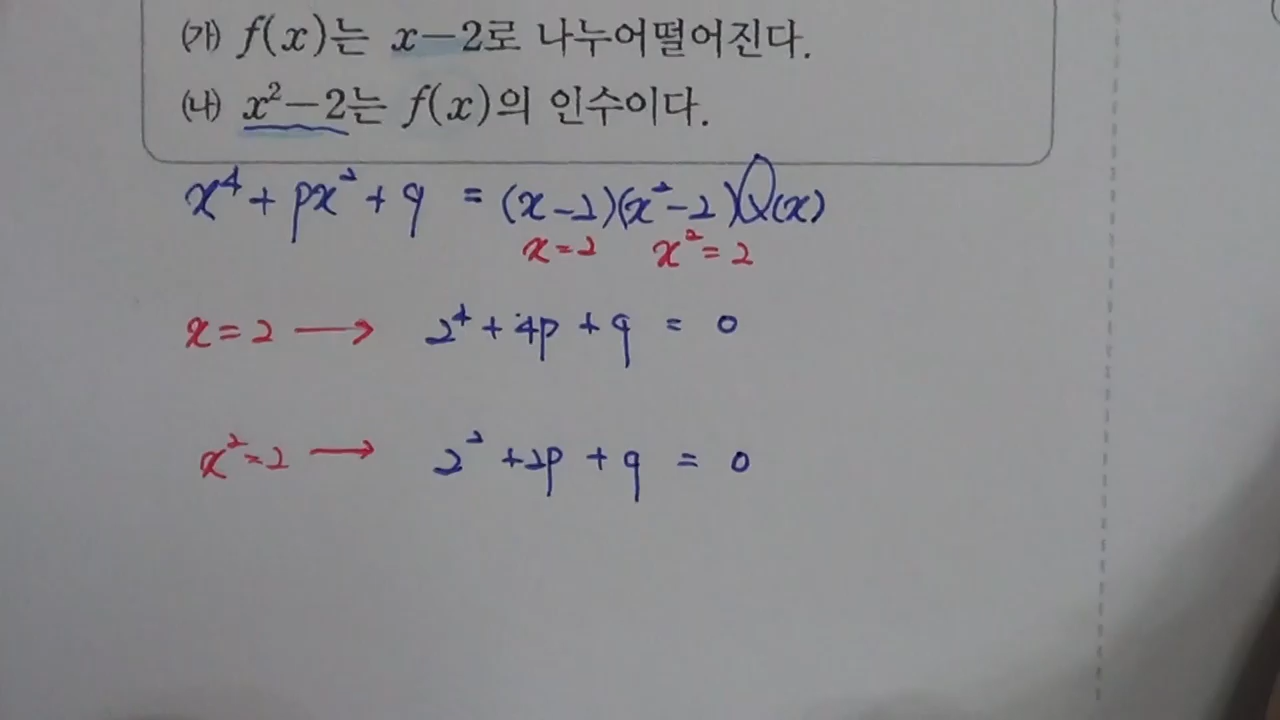 (가) f(x)는 x−2로 나누어떨어진다.
(나) x²−2는 f(x)의 인수이다.
x⁴ + px² + q = (x−2)(x²−2)Q(x)
x=2 x²=2
x=2 → 2⁴ + 4p + q = 0
x²=2 → 2² + 2p + q = 0